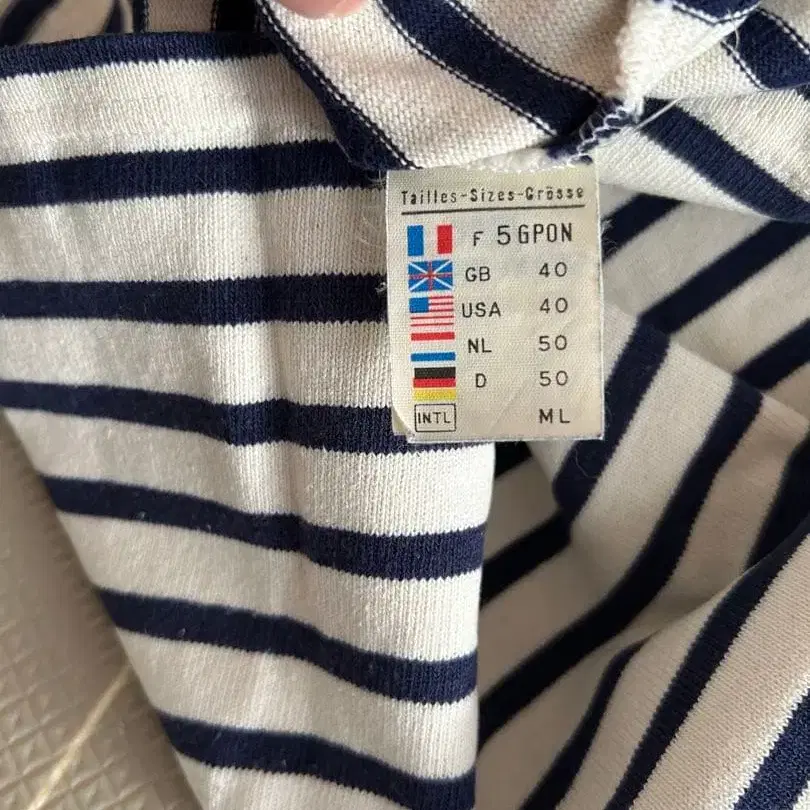 Tailles-Sizes-Grösse
F 5GPON
GB 40
USA 40
NL 50
D 50
INTL ML